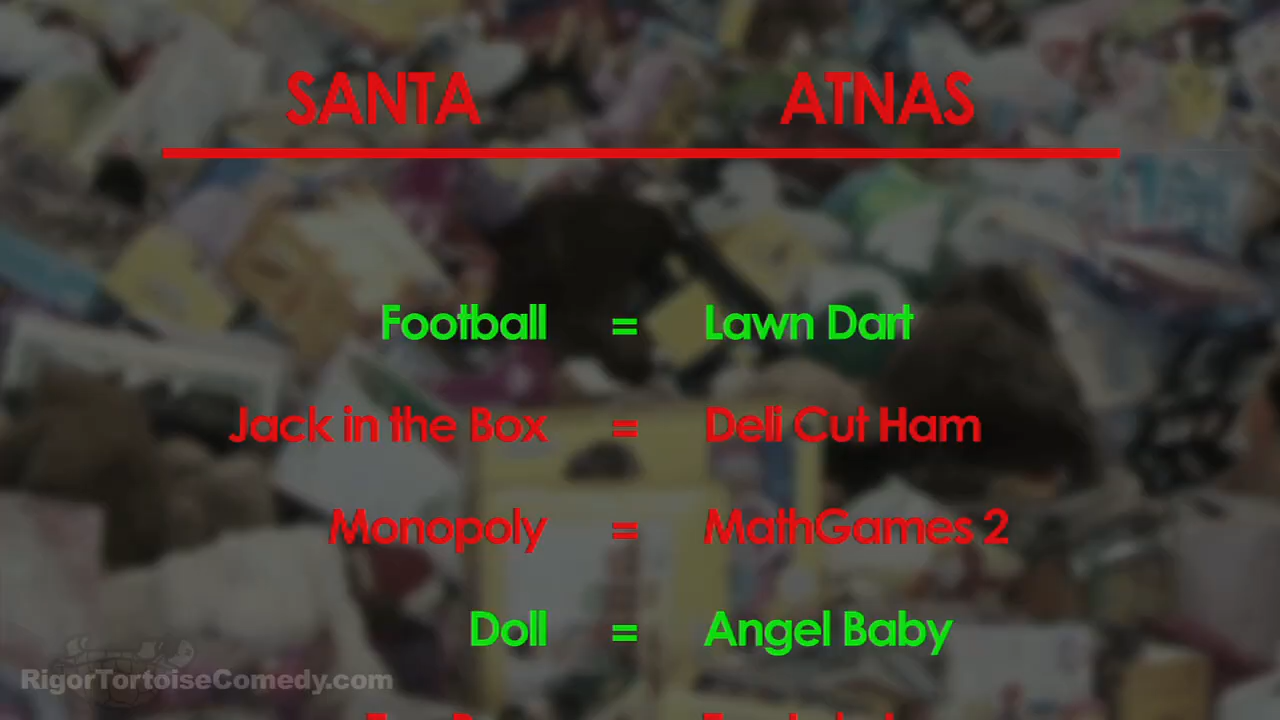 SANTA ATNAS
Football = Lawn Dart
Jack in the Box = Deli Cut Ham
Monopoly = MathGames 2
Doll = Angel Baby
RigorTortoiseComedy.com